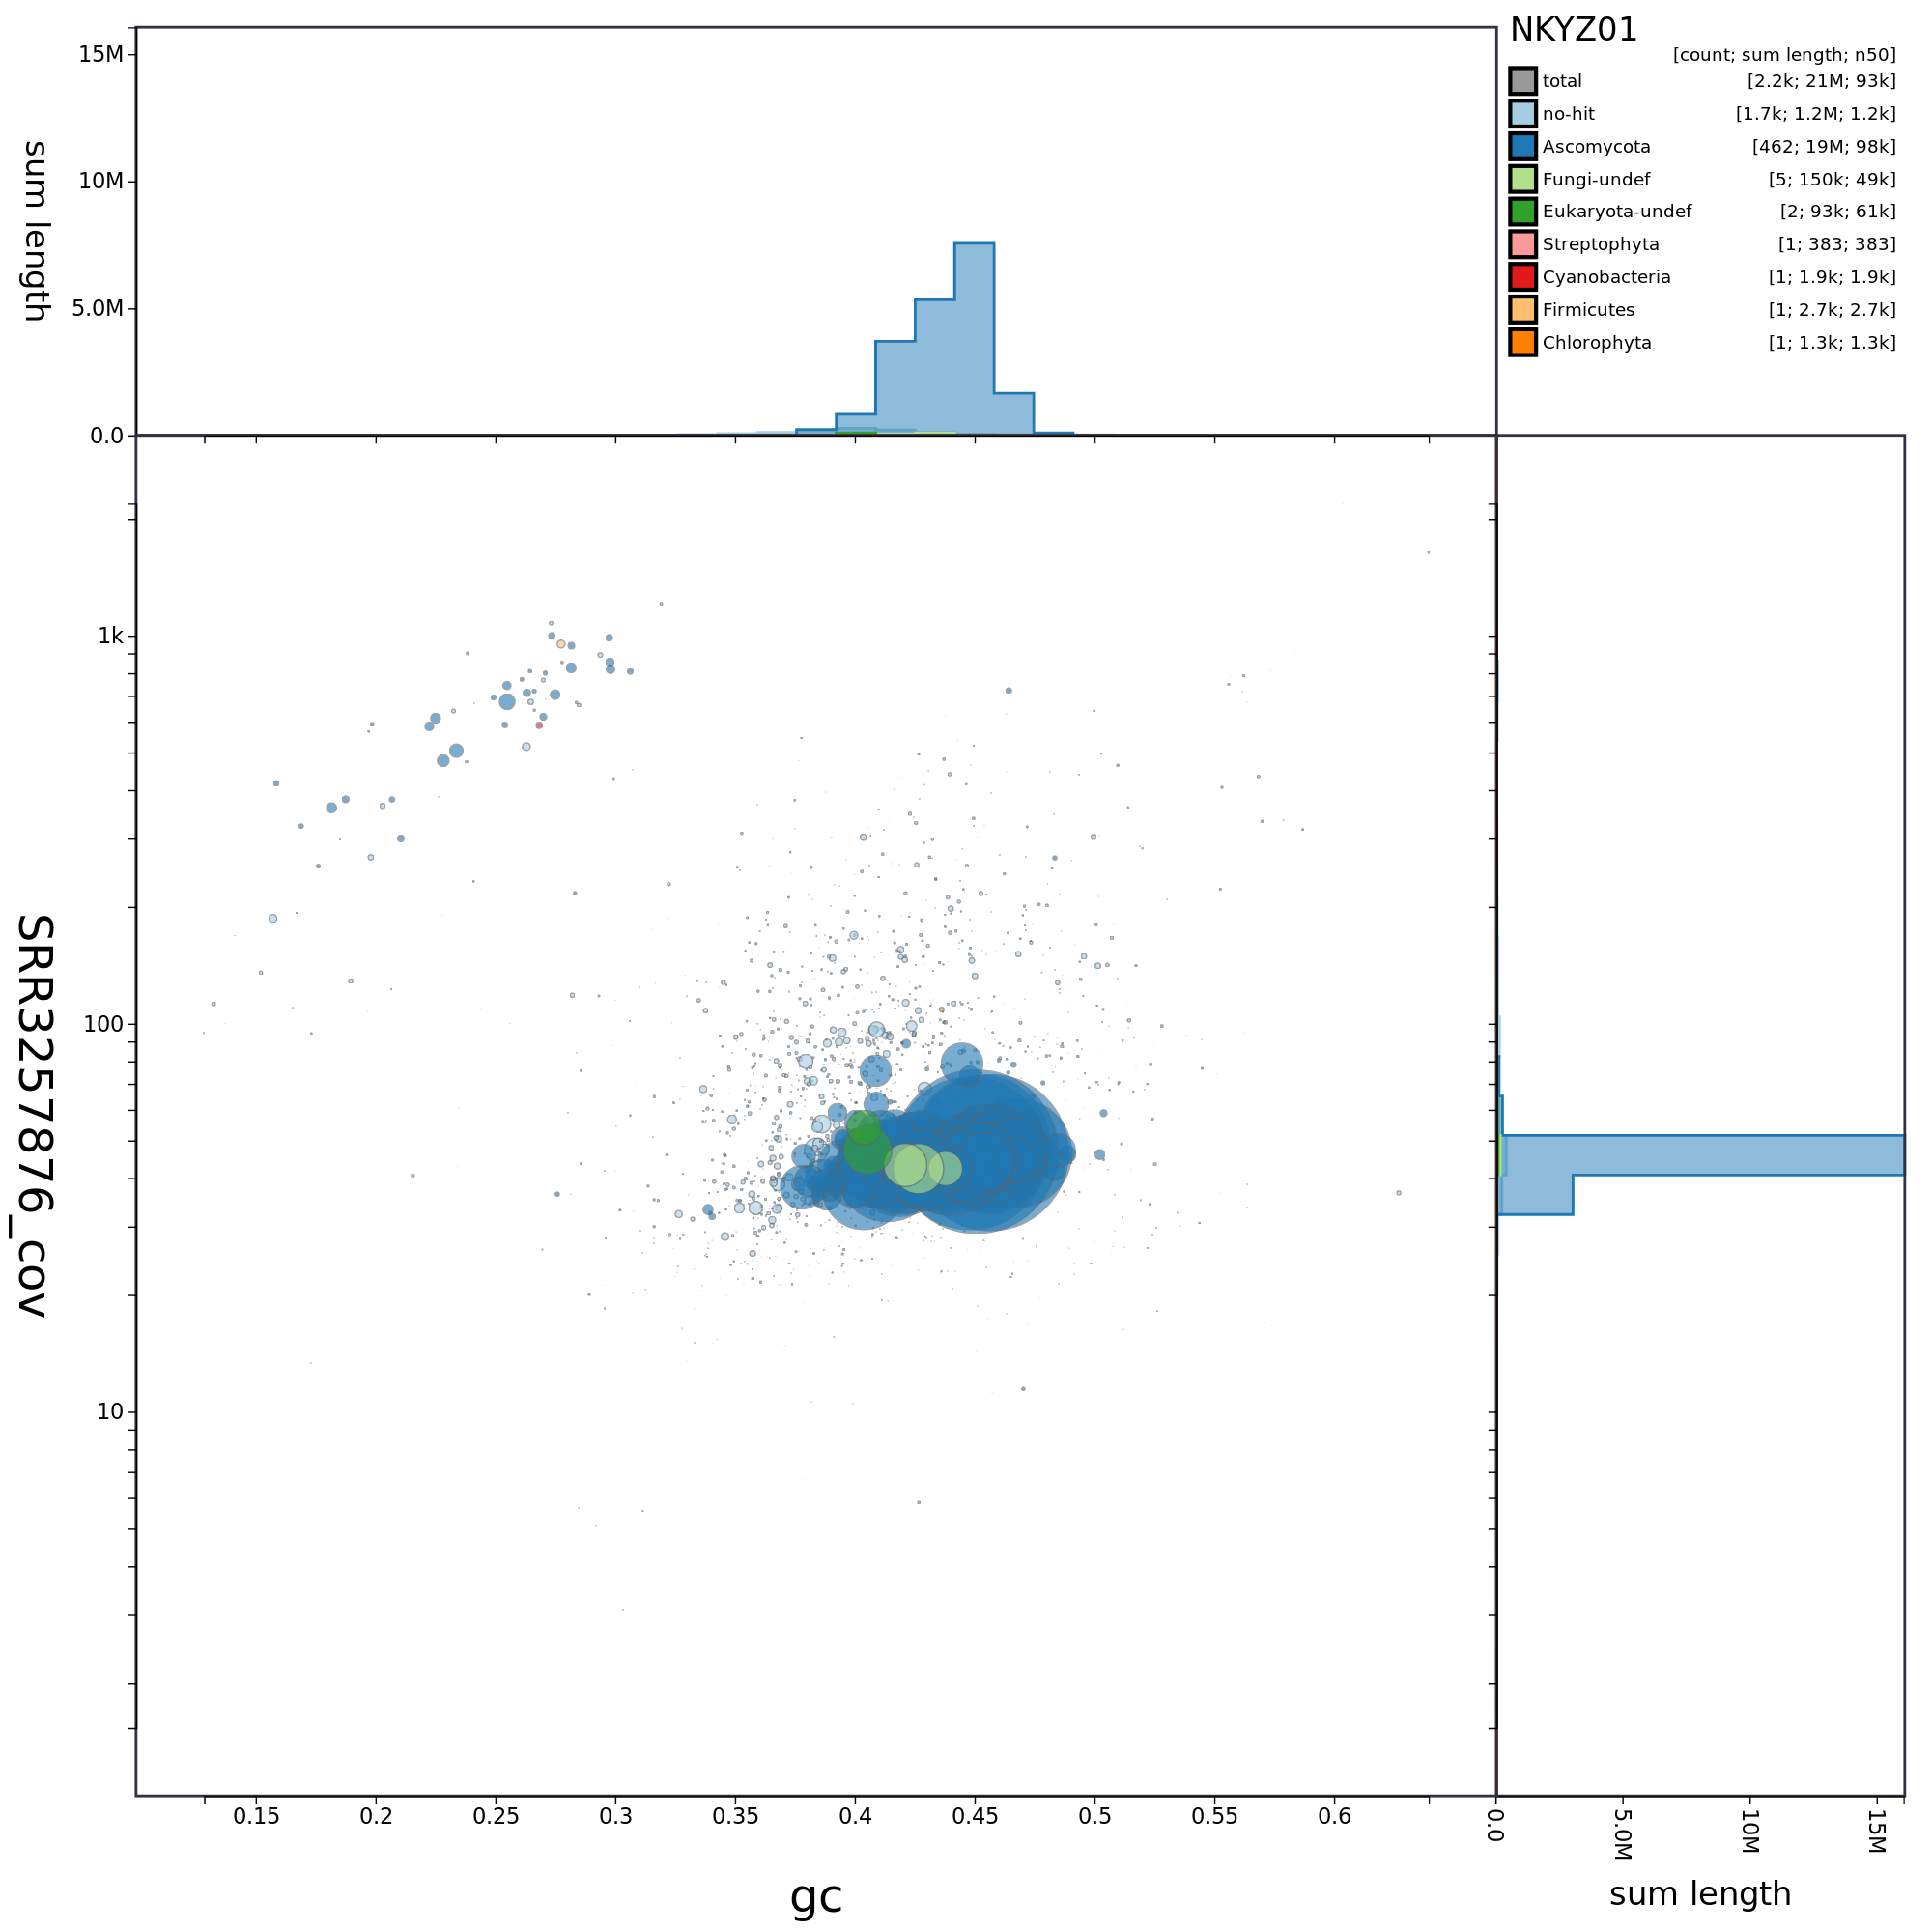 NKYZ01
[count; sum length; n50]
total [2.2k; 21M; 93k]
no-hit [1.7k; 1.2M; 1.2k]
Ascomycota [462; 19M; 98k]
Fungi-undef [5; 150k; 49k]
Eukaryota-undef [2; 93k; 61k]
Streptophyta [1; 383; 383]
Cyanobacteria [1; 1.9k; 1.9k]
Firmicutes [1; 2.7k; 2.7k]
Chlorophyta [1; 1.3k; 1.3k]
sum length
15M
10M
5.0M
0.0
SRR3257876_cov
1k
100
10
0.15 0.2 0.25 0.3 0.35 0.4 0.45 0.5 0.55 0.6
gc
0.0 5.0M 10M 15M
sum length